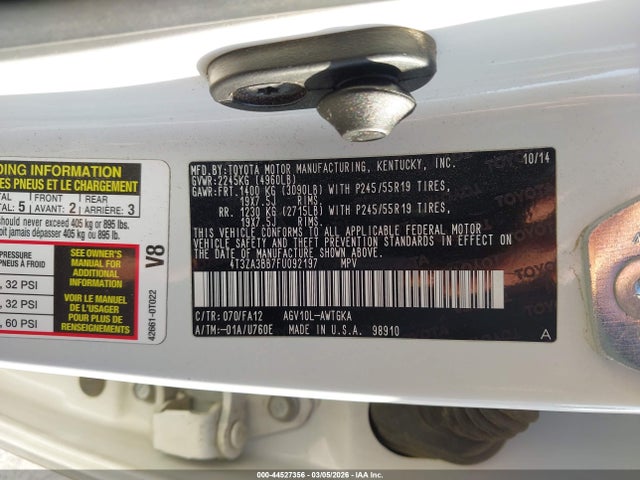 MFD.BY:TOYOTA MOTOR MANUFACTURING, KENTUCKY, INC. 10/14
GVWR:2245KG (4960LB)
GAWR:FRT.1400 KG (3090LB) WITH P245/55R19 TIRES,
19X7.5J RIMS,
RR. 1230 KG (2715LB) WITH P245/55R19 TIRES,
19X7.5J RIMS.
THIS VEHICLE CONFORMS TO ALL APPLICABLE FEDERAL MOTOR
VEHICLE SAFETY AND THEFT PREVENTION STANDARDS IN EFFECT
ON THE DATE OF MANUFACTURE SHOWN ABOVE.
4T3ZA3BB7FU092197 MPV
C/TR: 070/FA12 AGV10L-AWTGKA
A/TM:-01A/U760E MADE IN U.S.A. 98910
A
DING INFORMATION
ES PNEUS ET LE CHARGEMENT
TAL : 5 FRONT AVANT: 2 REAR ARRIÈRE: 3
should never exceed 405 kg or 895 lbs.
oit jamais dépasser 405 kg ou 895 lb.
PNEUS À FROID
, 32 PSI
, 32 PSI
, 60 PSI
SEE OWNER'S
MANUAL FOR
ADDITIONAL
INFORMATION
VOIR LE MANUEL
DE L'USAGER
POUR PLUS DE
RENSEIGNEMENTS
V8
42661-0T022
000-44527356 - 03/05/2026 - IAAI.COM